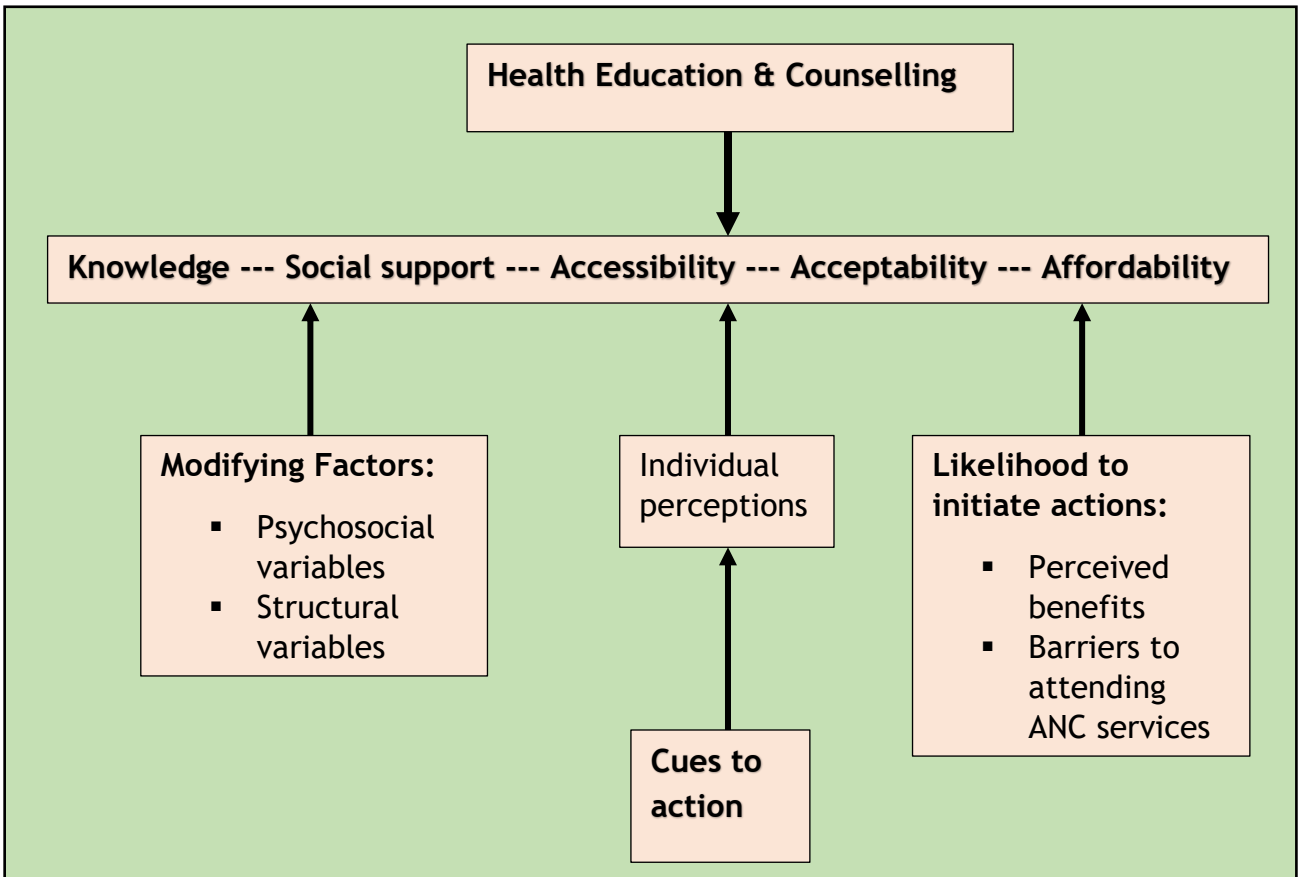 Health Education & Counselling
Knowledge --- Social support --- Accessibility --- Acceptability --- Affordability
Modifying Factors:
▪ Psychosocial
variables
▪ Structural
variables
Individual
perceptions
Likelihood to
initiate actions:
▪ Perceived
benefits
▪ Barriers to
attending
ANC services
Cues to
action